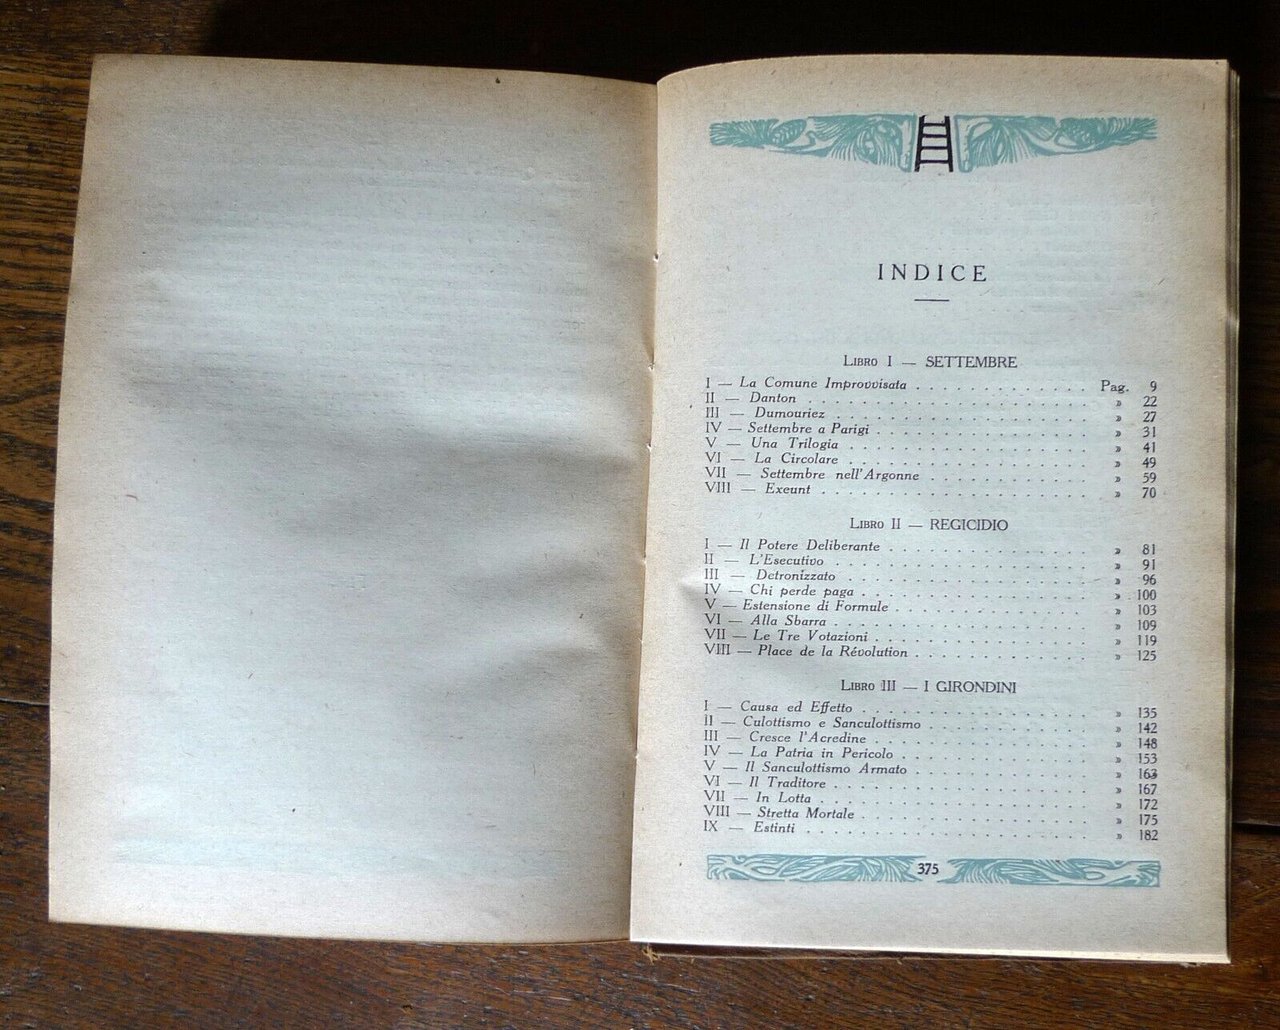 INDICE
Libro I — SETTEMBRE
I — La Comune Improvvisata . . . . . . . . . . . . . . Pag. 9
II — Danton . . . . . . . . . . . . . . . . . . . . . . » 22
III — Dumouriez . . . . . . . . . . . . . . . . . . . . » 27
IV — Settembre a Parigi . . . . . . . . . . . . . . . . . » 31
V — Una Trilogia . . . . . . . . . . . . . . . . . . . » 41
VI — La Circolare . . . . . . . . . . . . . . . . . . . » 49
VII — Settembre nell'Argonne . . . . . . . . . . . . . . » 59
VIII — Exeunt . . . . . . . . . . . . . . . . . . . . . » 70
Libro II — REGICIDIO
I — Il Potere Deliberante . . . . . . . . . . . . . . . . » 81
II — L'Esecutivo . . . . . . . . . . . . . . . . . . . . » 91
III — Detronizzato . . . . . . . . . . . . . . . . . . . » 96
IV — Chi perde paga . . . . . . . . . . . . . . . . . . » 100
V — Estensione di Formule . . . . . . . . . . . . . . . . » 103
VI — Alla Sbarra . . . . . . . . . . . . . . . . . . . . » 109
VII — Le Tre Votazioni . . . . . . . . . . . . . . . . . » 119
VIII — Place de la Révolution . . . . . . . . . . . . . . » 125
Libro III — I GIRONDINI
I — Causa ed Effetto . . . . . . . . . . . . . . . . . . » 135
II — Culottismo e Sanculottismo . . . . . . . . . . . . . » 142
III — Cresce l'Acredine . . . . . . . . . . . . . . . . . » 148
IV — La Patria in Pericolo . . . . . . . . . . . . . . . » 153
V — Il Sanculottismo Armato . . . . . . . . . . . . . . » 163
VI — Il Traditore . . . . . . . . . . . . . . . . . . . . » 167
VII — In Lotta . . . . . . . . . . . . . . . . . . . . . » 172
VIII — Stretta Mortale . . . . . . . . . . . . . . . . . . » 175
IX — Estinti . . . . . . . . . . . . . . . . . . . . . . » 182
375